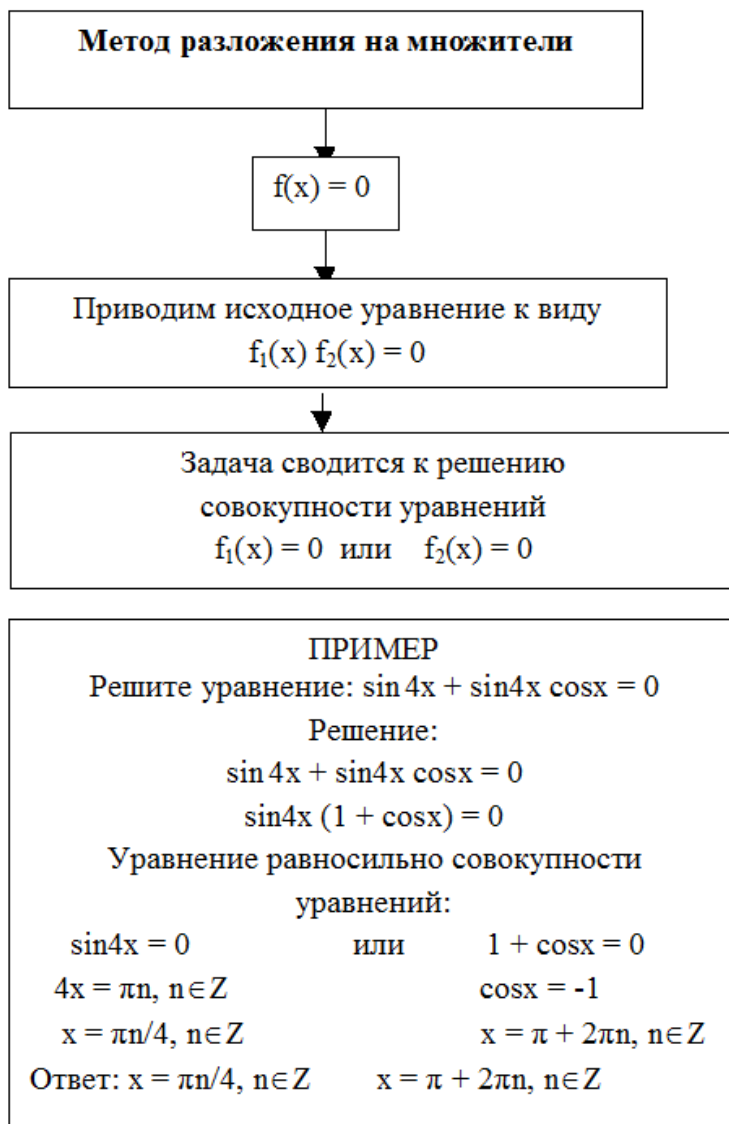 Метод разложения на множители
f(x) = 0
Приводим исходное уравнение к виду
f₁(x) f₂(x) = 0
Задача сводится к решению
совокупности уравнений
f₁(x) = 0 или f₂(x) = 0
ПРИМЕР
Решите уравнение: sin 4x + sin4x cosx = 0
Решение:
sin 4x + sin4x cosx = 0
sin4x (1 + cosx) = 0
Уравнение равносильно совокупности
уравнений:
sin4x = 0 или 1 + cosx = 0
4x = πn, n∈Z cosx = -1
x = πn/4, n∈Z x = π + 2πn, n∈Z
Ответ: x = πn/4, n∈Z x = π + 2πn, n∈Z